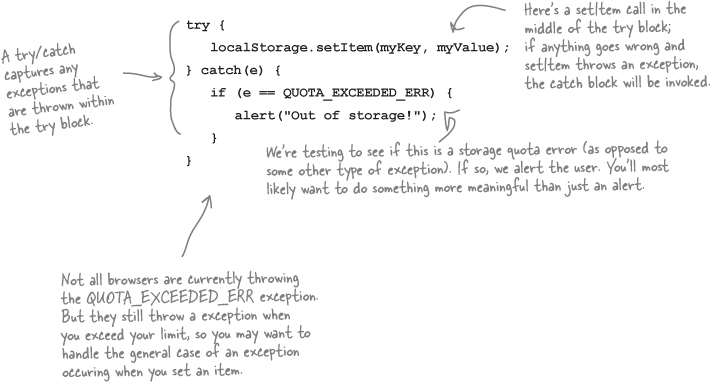 try {
localStorage.setItem(myKey, myValue);
} catch(e) {
if (e == QUOTA_EXCEEDED_ERR) {
alert("Out of storage!");
}
}
A try/catch
captures any
exceptions that
are thrown within
the try block.
Here's a setItem call in the
middle of the try block;
if anything goes wrong and
setItem throws an exception,
the catch block will be invoked.
We're testing to see if this is a storage quota error (as opposed to
some other type of exception). If so, we alert the user. You'll most
likely want to do something more meaningful than just an alert.
Not all browsers are currently throwing
the QUOTA_EXCEEDED_ERR exception.
But they still throw a exception when
you exceed your limit, so you may want to
handle the general case of an exception
occuring when you set an item.